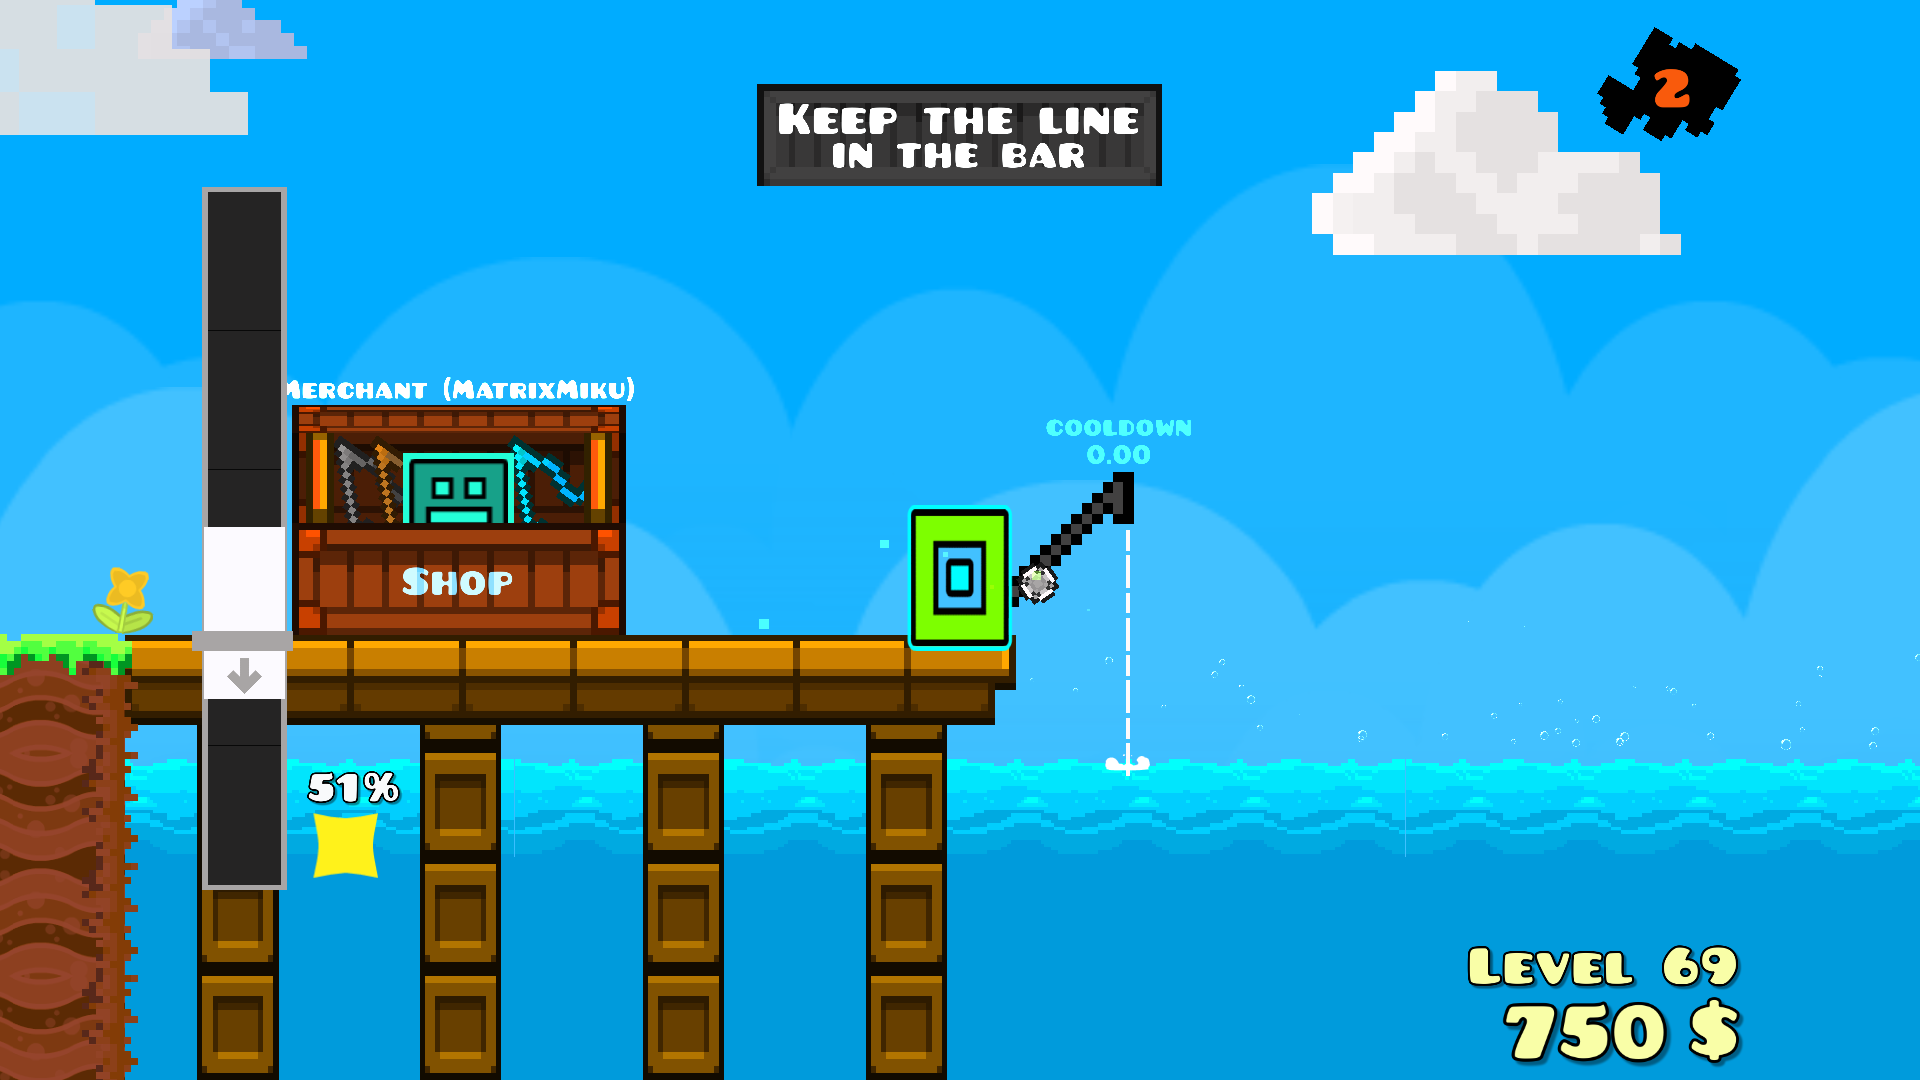 2
KEEP THE LINE
IN THE BAR
MERCHANT (MATRIXMIKU)
COOLDOWN
0.00
SHOP
51%
LEVEL 69
750 $